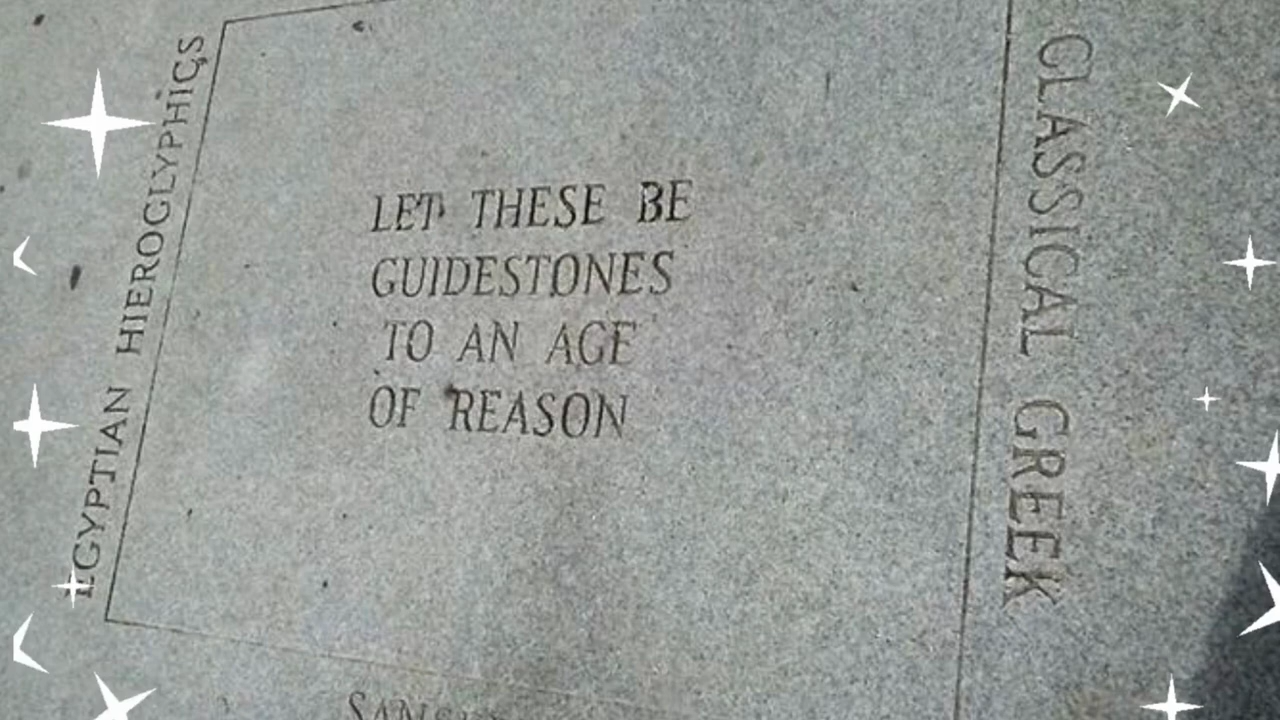 EGYPTIAN HIEROGLYPHICS
LET THESE BE
GUIDESTONES
TO AN AGE
OF REASON
CLASSICAL GREEK